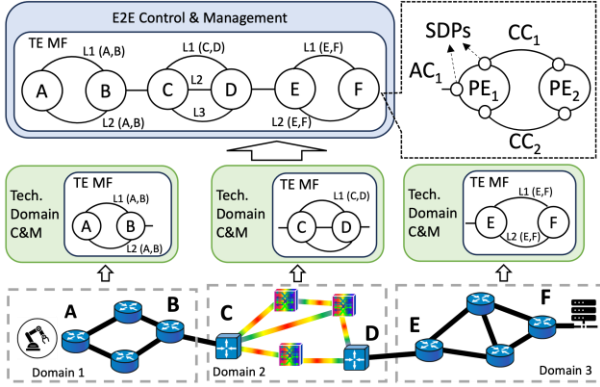 E2E Control & Management
TE MF
L1 (A,B)
L1 (C,D)
L1 (E,F)
A
B
C
L2
D
E
F
L3
L2 (A,B)
L2 (E,F)
SDPs
CC1
AC1
PE1
PE2
CC2
Tech.
Domain
C&M
TE MF
L1 (A,B)
A
B
L2 (A,B)
Tech.
Domain
C&M
TE MF
L1 (C,D)
C
D
Tech.
Domain
C&M
TE MF
L1 (E,F)
E
F
L2 (E,F)
A
B
Domain 1
C
D
Domain 2
E
F
Domain 3